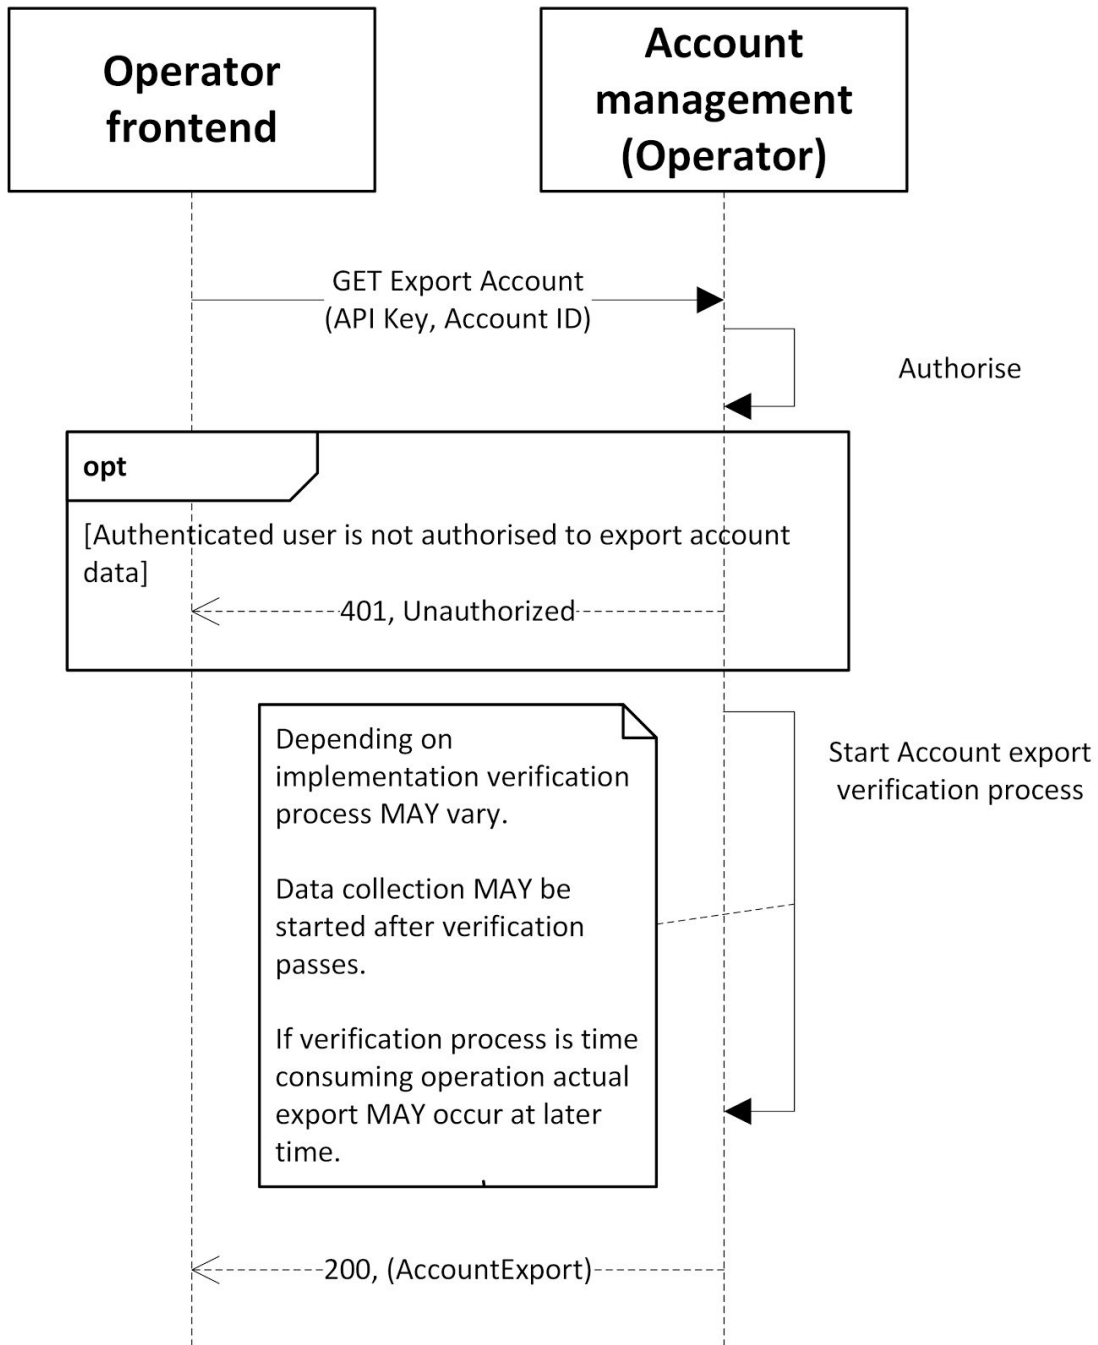 Operator
frontend
Account
management
(Operator)
GET Export Account
(API Key, Account ID)
Authorise
opt
[Authenticated user is not authorised to export account
data]
401, Unauthorized
Depending on
implementation verification
process MAY vary.
Data collection MAY be
started after verification
passes.
If verification process is time
consuming operation actual
export MAY occur at later
time.
Start Account export
verification process
200, (AccountExport)